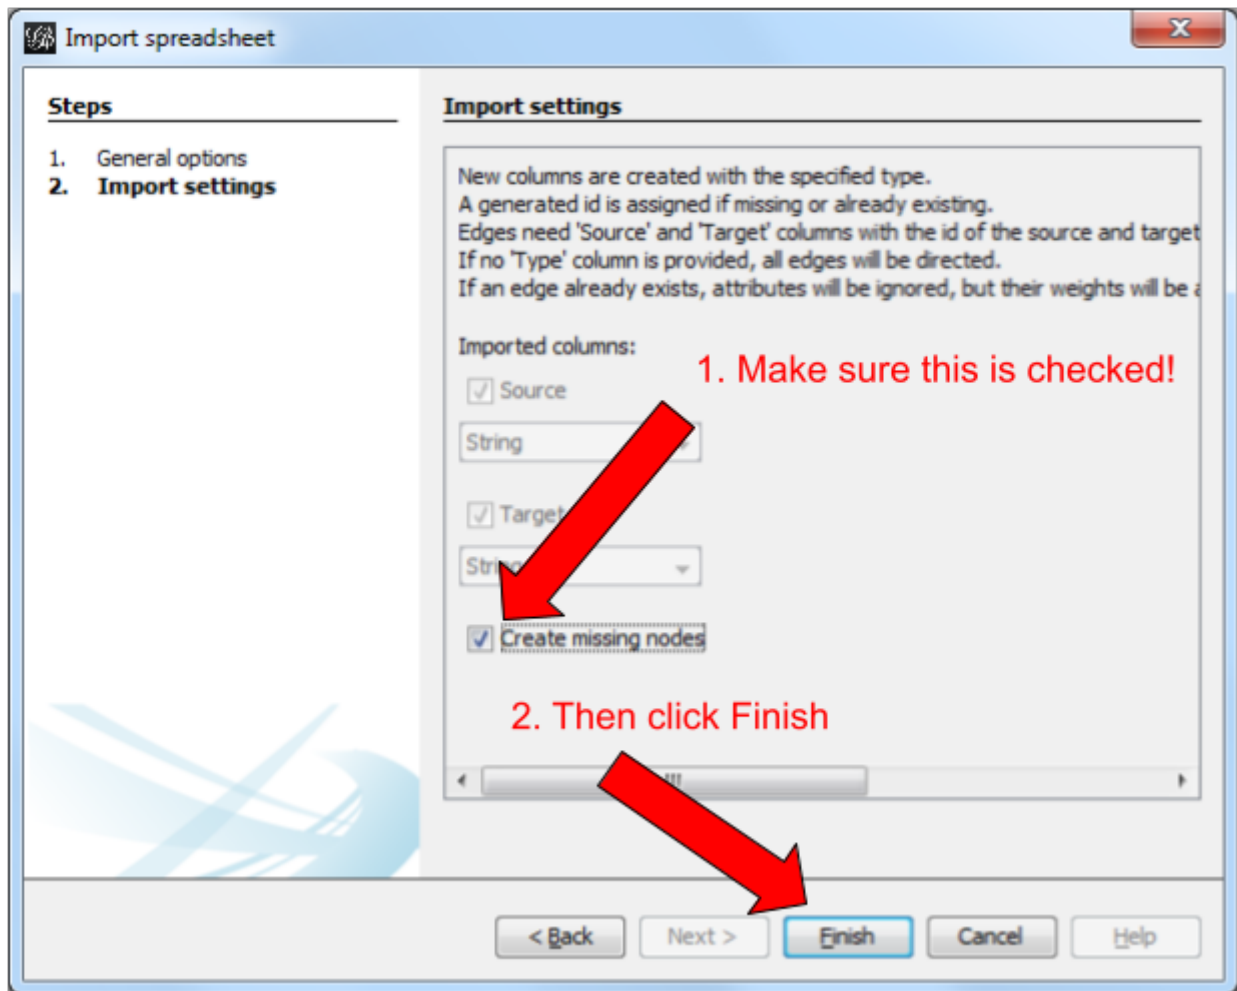 Import spreadsheet
Steps
1. General options
2. Import settings
Import settings
New columns are created with the specified type.
A generated id is assigned if missing or already existing.
Edges need 'Source' and 'Target' columns with the id of the source and target
If no 'Type' column is provided, all edges will be directed.
If an edge already exists, attributes will be ignored, but their weights will be
Imported columns:
1. Make sure this is checked!
Source
String
Target
String
Create missing nodes
2. Then click Finish
< Back
Next >
Finish
Cancel
Help